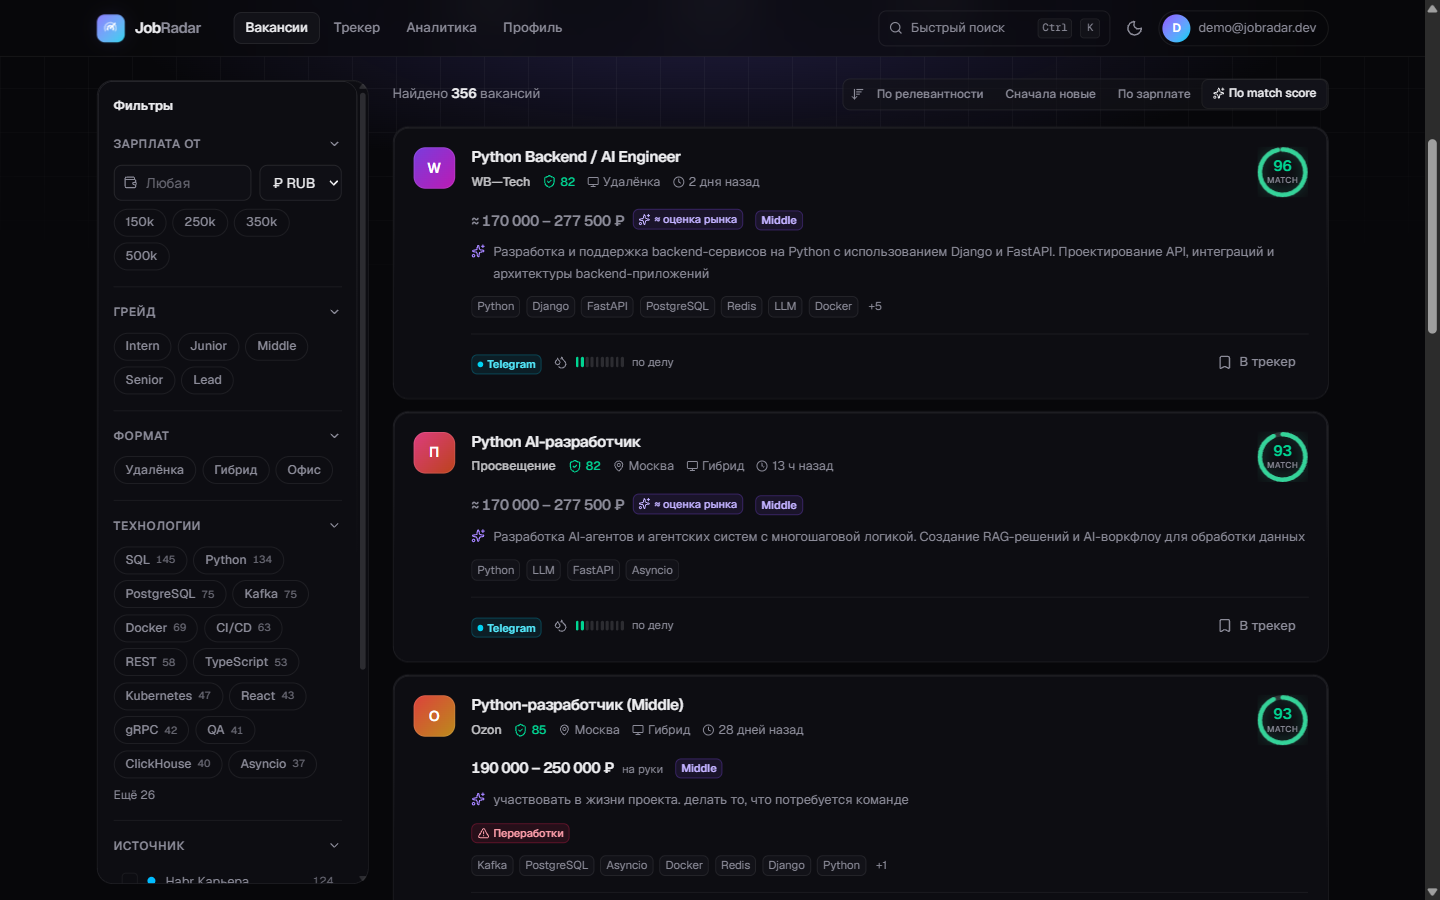 JobRadar
Вакансии
Трекер
Аналитика
Профиль
Быстрый поиск
Ctrl
K
D
demo@jobradar.dev
Фильтры
ЗАРПЛАТА ОТ
Любая
₽ RUB
150k
250k
350k
500k
ГРЕЙД
Intern
Junior
Middle
Senior
Lead
ФОРМАТ
Удалёнка
Гибрид
Офис
ТЕХНОЛОГИИ
SQL 145
Python 134
PostgreSQL 75
Kafka 75
Docker 69
CI/CD 63
REST 58
TypeScript 53
Kubernetes 47
React 43
gRPC 42
QA 41
ClickHouse 40
Asyncio 37
Ещё 26
ИСТОЧНИК
Habr Карьера 124
Найдено 356 вакансий
По релевантности
Сначала новые
По зарплате
По match score
W
Python Backend / AI Engineer
WB—Tech 82 Удалёнка 2 дня назад
96
MATCH
≈ 170 000 – 277 500 ₽ ≈ оценка рынка Middle
Разработка и поддержка backend-сервисов на Python с использованием Django и FastAPI. Проектирование API, интеграций и
архитектуры backend-приложений
Python Django FastAPI PostgreSQL Redis LLM Docker +5
Telegram по делу В трекер
П
Python AI-разработчик
Просвещение 82 Москва Гибрид 13 ч назад
93
MATCH
≈ 170 000 – 277 500 ₽ ≈ оценка рынка Middle
Разработка AI-агентов и агентских систем с многошаговой логикой. Создание RAG-решений и AI-воркфлоу для обработки данных
Python LLM FastAPI Asyncio
Telegram по делу В трекер
O
Python-разработчик (Middle)
Ozon 85 Москва Гибрид 28 дней назад
93
MATCH
190 000 – 250 000 ₽ на руки Middle
участвовать в жизни проекта. делать то, что потребуется команде
Переработки
Kafka PostgreSQL Asyncio Docker Redis Django Python +1